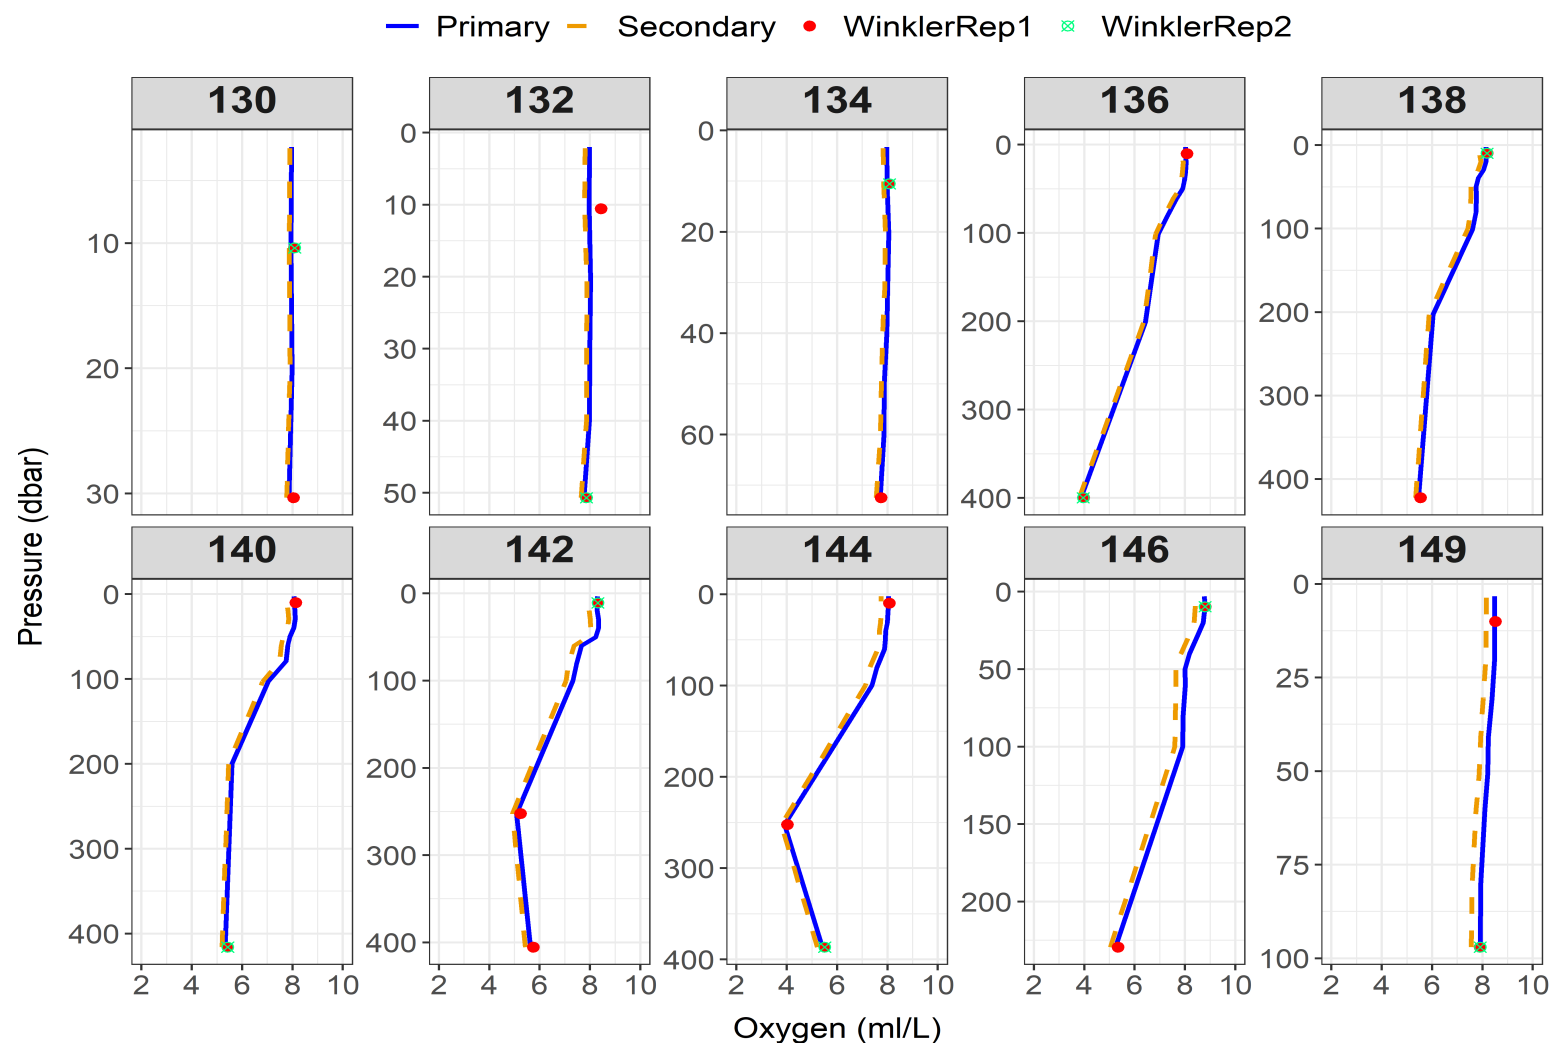 Primary Secondary WinklerRep1 WinklerRep2
130 132 134 136 138
0 0 0 0
10 10 20 100 100
20 20 40 200 200
30 300 300
30 40 60 400 400
50
140 142 144 146 149
0 0 0 0 0
100 100 100 50 25
200 200 200 100 50
300 300 300 150 75
400 400 400 200 100
2 4 6 8 10 2 4 6 8 10 2 4 6 8 10 2 4 6 8 10 2 4 6 8 10
Pressure (dbar)
Oxygen (ml/L)